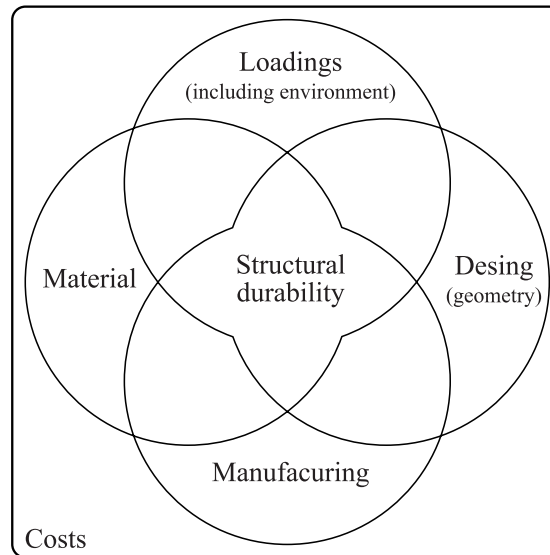 Loadings
(including environment)
Material
Structural
durability
Desing
(geometry)
Manufacuring
Costs